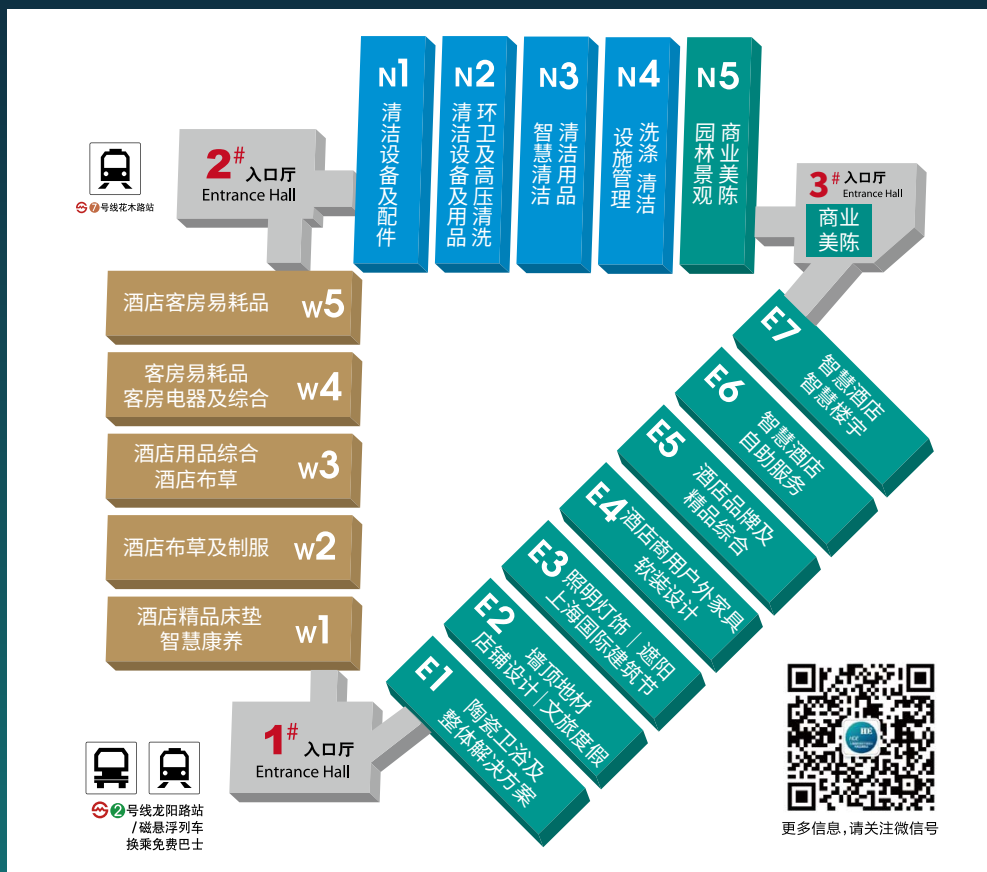 N1
清洁设备及配件
N2
环卫及高压清洗
清洁设备及用品
N3
清洁用品
智慧清洁
N4
洗涤 清洁
设施管理
N5
商业美陈
园林景观
2# 入口厅
Entrance Hall
7号线花木路站
3# 入口厅
Entrance Hall
商业
美陈
酒店客房易耗品 W5
客房易耗品
客房电器及综合 W4
酒店用品综合
酒店布草 W3
酒店布草及制服 W2
酒店精品床垫
智慧康养 W1
E7
智慧酒店
智慧楼宇
E6
智慧酒店
自助服务
E5
酒店品牌及
精品综合
E4
酒店商用户外家具
软装设计
E3
照明灯饰｜遮阳
上海国际建筑节
E2
墙顶地材
店铺设计｜文旅度假
E1
陶瓷卫浴及
整体解决方案
1# 入口厅
Entrance Hall
2号线龙阳路站
/磁悬浮列车
换乘免费巴士
HE
更多信息,请关注微信号